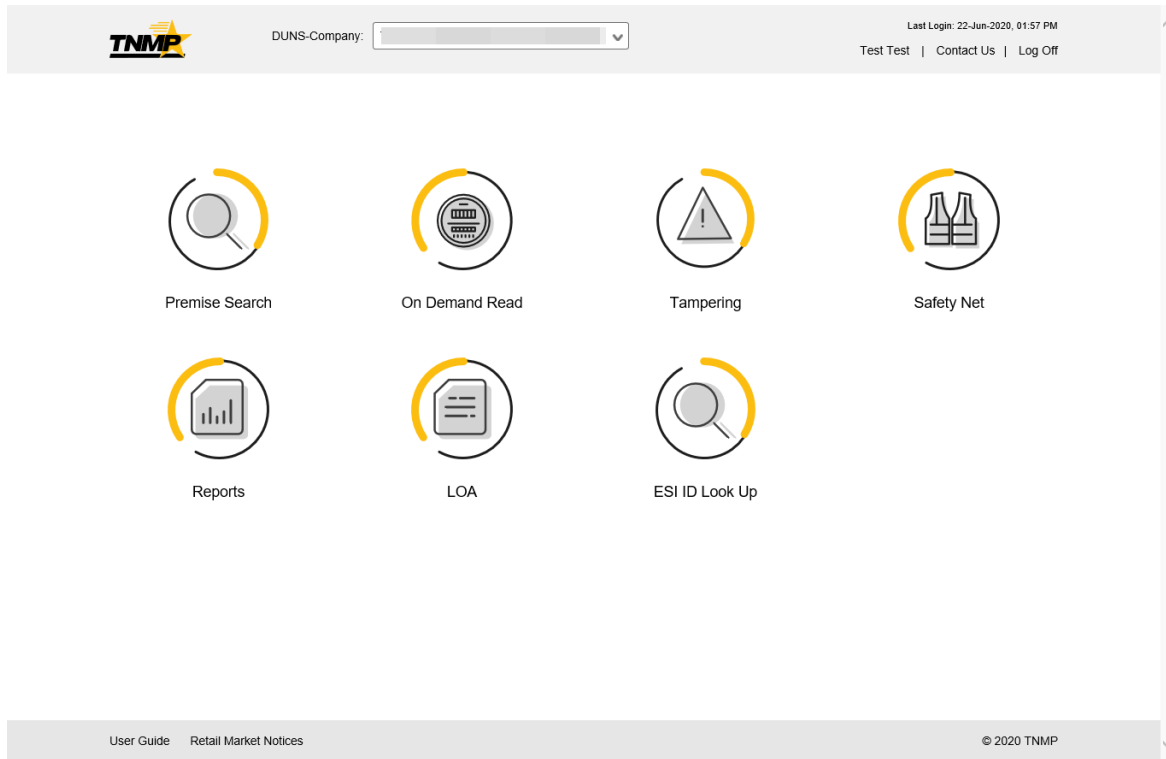 TNMP
DUNS-Company:
Last Login: 22-Jun-2020, 01:57 PM
Test Test | Contact Us | Log Off
Premise Search
On Demand Read
Tampering
Safety Net
Reports
LOA
ESI ID Look Up
User Guide Retail Market Notices
© 2020 TNMP